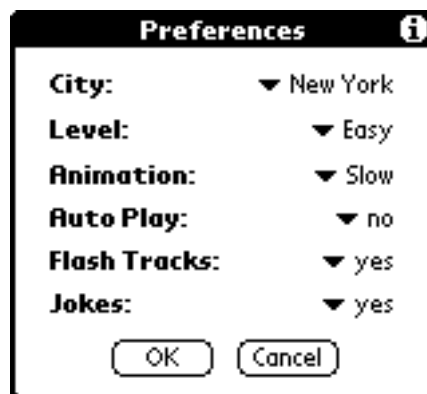 Preferences i
City: New York
Level: Easy
Animation: Slow
Auto Play: no
Flash Tracks: yes
Jokes: yes
OK Cancel